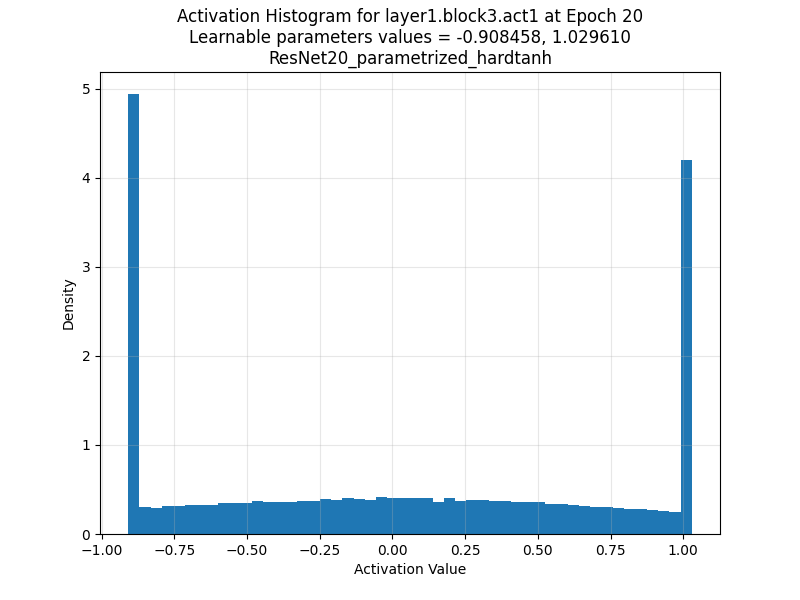 Activation Histogram for layer1.block3.act1 at Epoch 20
Learnable parameters values = -0.908458, 1.029610
ResNet20_parametrized_hardtanh
5
4
3
2
1
0
Density
−1.00 −0.75 −0.50 −0.25 0.00 0.25 0.50 0.75 1.00
Activation Value